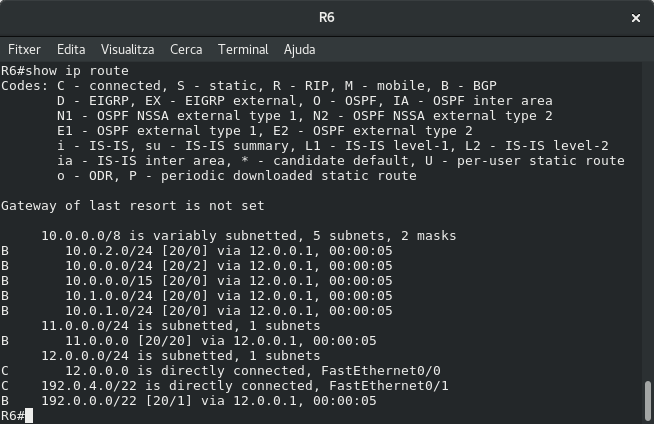 R6
Fitxer Edita Visualitza Cerca Terminal Ajuda
R6#show ip route
Codes: C - connected, S - static, R - RIP, M - mobile, B - BGP
       D - EIGRP, EX - EIGRP external, O - OSPF, IA - OSPF inter area
       N1 - OSPF NSSA external type 1, N2 - OSPF NSSA external type 2
       E1 - OSPF external type 1, E2 - OSPF external type 2
       i - IS-IS, su - IS-IS summary, L1 - IS-IS level-1, L2 - IS-IS level-2
       ia - IS-IS inter area, * - candidate default, U - per-user static route
       o - ODR, P - periodic downloaded static route

Gateway of last resort is not set

     10.0.0.0/8 is variably subnetted, 5 subnets, 2 masks
B       10.0.2.0/24 [20/0] via 12.0.0.1, 00:00:05
B       10.0.0.0/24 [20/2] via 12.0.0.1, 00:00:05
B       10.0.0.0/15 [20/0] via 12.0.0.1, 00:00:05
B       10.1.0.0/24 [20/0] via 12.0.0.1, 00:00:05
B       10.0.1.0/24 [20/0] via 12.0.0.1, 00:00:05
     11.0.0.0/24 is subnetted, 1 subnets
B       11.0.0.0 [20/20] via 12.0.0.1, 00:00:05
     12.0.0.0/24 is subnetted, 1 subnets
C       12.0.0.0 is directly connected, FastEthernet0/0
C    192.0.4.0/22 is directly connected, FastEthernet0/1
B    192.0.0.0/22 [20/1] via 12.0.0.1, 00:00:05
R6#